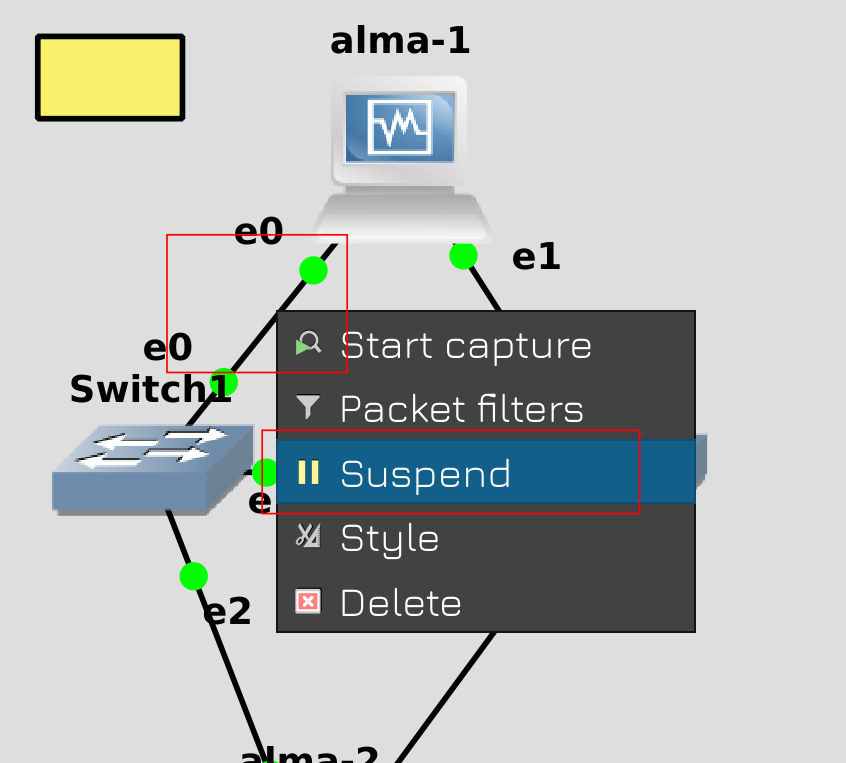 alma-1
e0
e1
e0
Switch1
Start capture
Packet filters
Suspend
e
Style
Delete
e2
alma-2